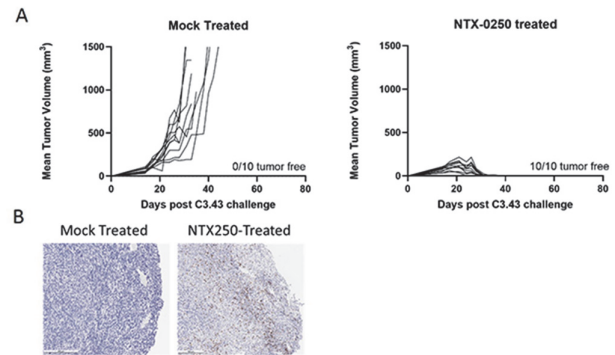 A
Mock Treated
Mean Tumor Volume (mm³)
1500
1000
500
0
0/10 tumor free
0 20 40 60 80
Days post C3.43 challenge
NTX-0250 treated
Mean Tumor Volume (mm³)
1500
1000
500
0
10/10 tumor free
0 20 40 60 80
Days post C3.43 challenge
B
Mock Treated
NTX250-Treated